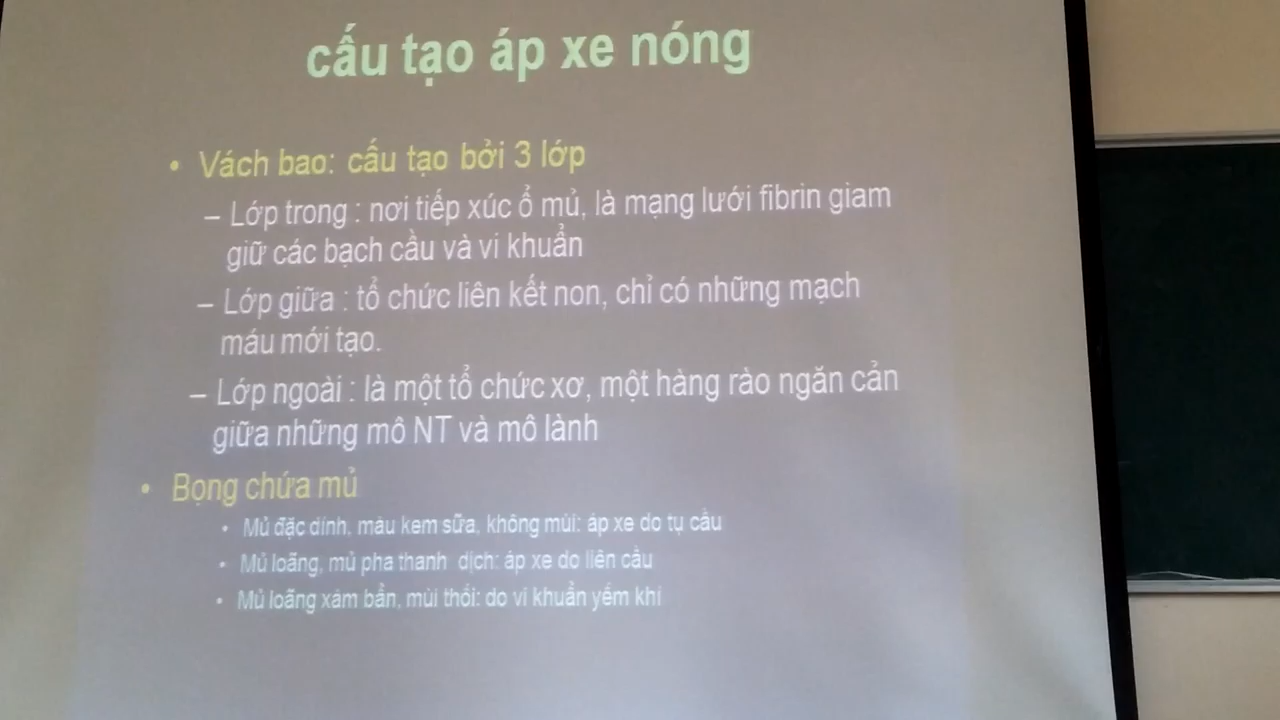 cấu tạo áp xe nóng
• Vách bao: cấu tạo bởi 3 lớp
– Lớp trong : nơi tiếp xúc ổ mủ, là mạng lưới fibrin giam
giữ các bạch cầu và vi khuẩn
– Lớp giữa : tổ chức liên kết non, chỉ có những mạch
máu mới tạo.
– Lớp ngoài : là một tổ chức xơ, một hàng rào ngăn cản
giữa những mô NT và mô lành
• Bọng chứa mủ
• Mủ đặc dính, màu kem sữa, không mùi: áp xe do tụ cầu
• Mủ loãng, mủ pha thanh dịch: áp xe do liên cầu
• Mủ loãng xám bẩn, mùi thối: do vi khuẩn yếm khí